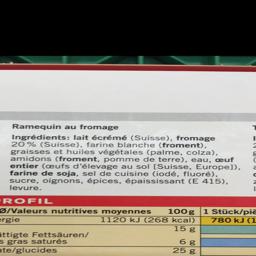 Ramequin au fromage
Ingrédients: lait écrémé (Suisse), fromage
20% (Suisse), farine blanche (froment),
graisses et huiles végétales (palme, colza),
amidons (froment, pomme de terre), eau, œuf
entier (œufs d'élevage au sol [Suisse, Europe]),
farine de soja, sel de cuisine (iodé, fluoré),
sucre, oignons, épices, épaississant (E 415),
levure.
PROFIL
Ø/Valeurs nutritives moyennes 100g 1 Stück/piè
ergie 1120 kJ (268 kcal) 780 kJ (1
15 g
ättigte Fettsäuren/
s gras saturés 6 g
ate/glucides 25 g